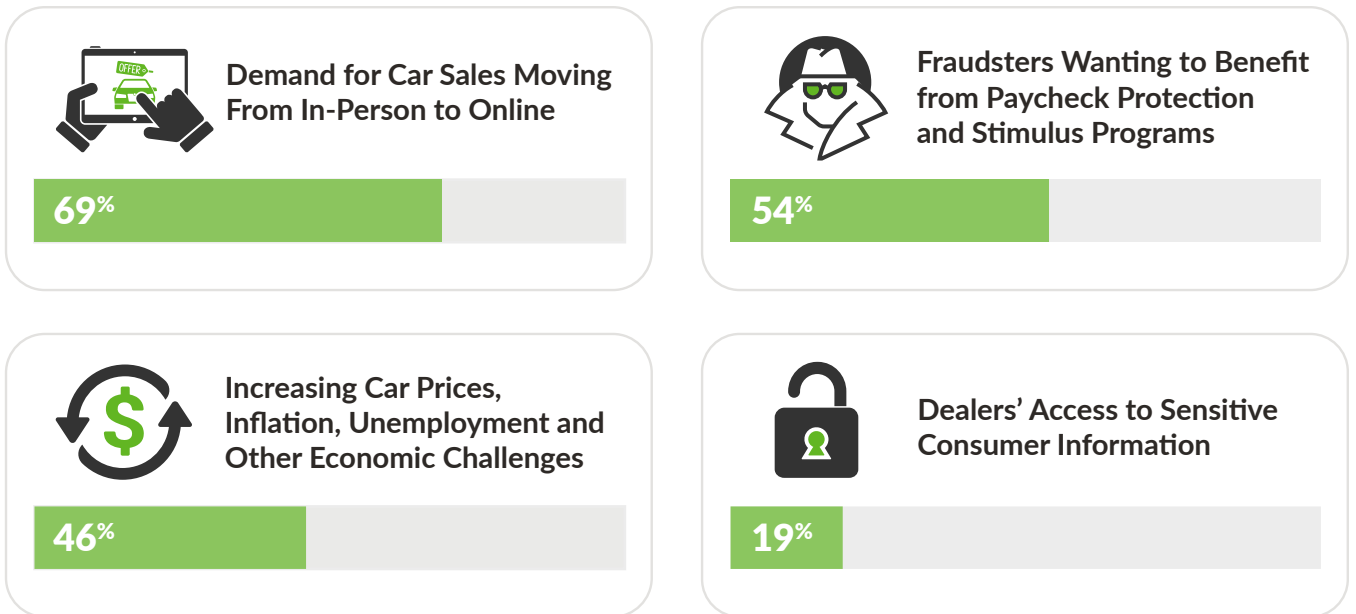 OFFER
Demand for Car Sales Moving
From In-Person to Online
69%
Fraudsters Wanting to Benefit
from Paycheck Protection
and Stimulus Programs
54%
$
Increasing Car Prices,
Inflation, Unemployment and
Other Economic Challenges
46%
Dealers’ Access to Sensitive
Consumer Information
19%